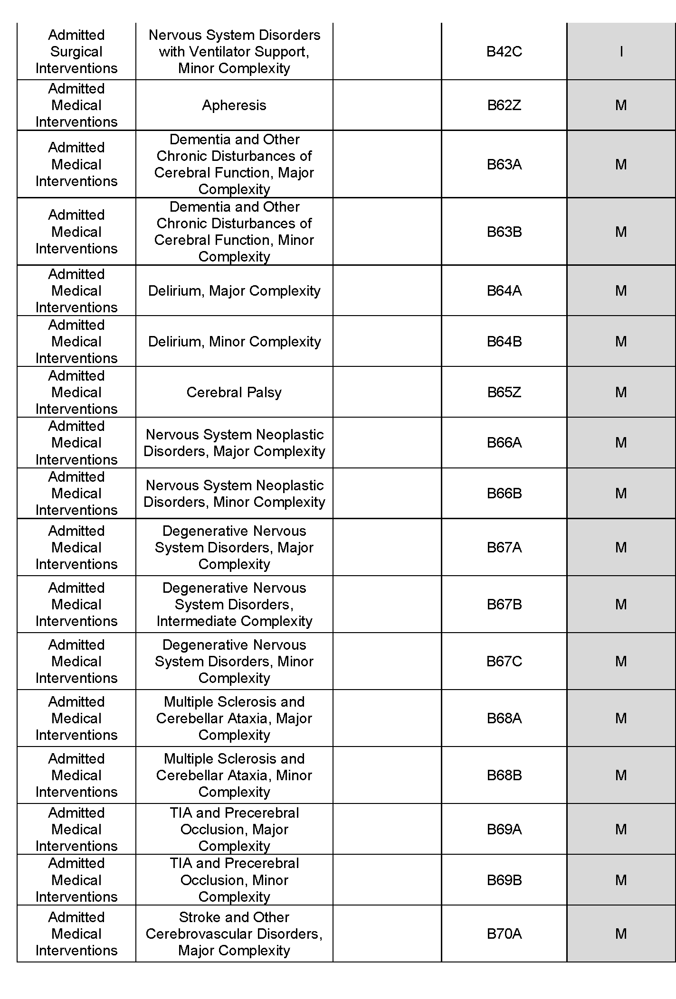 Admitted
Surgical
Interventions
Nervous System Disorders
with Ventilator Support,
Minor Complexity
B42C
I
Admitted
Medical
Interventions
Apheresis
B62Z
M
Admitted
Medical
Interventions
Dementia and Other
Chronic Disturbances of
Cerebral Function, Major
Complexity
B63A
M
Admitted
Medical
Interventions
Dementia and Other
Chronic Disturbances of
Cerebral Function, Minor
Complexity
B63B
M
Admitted
Medical
Interventions
Delirium, Major Complexity
B64A
M
Admitted
Medical
Interventions
Delirium, Minor Complexity
B64B
M
Admitted
Medical
Interventions
Cerebral Palsy
B65Z
M
Admitted
Medical
Interventions
Nervous System Neoplastic
Disorders, Major Complexity
B66A
M
Admitted
Medical
Interventions
Nervous System Neoplastic
Disorders, Minor Complexity
B66B
M
Admitted
Medical
Interventions
Degenerative Nervous
System Disorders, Major
Complexity
B67A
M
Admitted
Medical
Interventions
Degenerative Nervous
System Disorders,
Intermediate Complexity
B67B
M
Admitted
Medical
Interventions
Degenerative Nervous
System Disorders, Minor
Complexity
B67C
M
Admitted
Medical
Interventions
Multiple Sclerosis and
Cerebellar Ataxia, Major
Complexity
B68A
M
Admitted
Medical
Interventions
Multiple Sclerosis and
Cerebellar Ataxia, Minor
Complexity
B68B
M
Admitted
Medical
Interventions
TIA and Precerebral
Occlusion, Major
Complexity
B69A
M
Admitted
Medical
Interventions
TIA and Precerebral
Occlusion, Minor
Complexity
B69B
M
Admitted
Medical
Interventions
Stroke and Other
Cerebrovascular Disorders,
Major Complexity
B70A
M